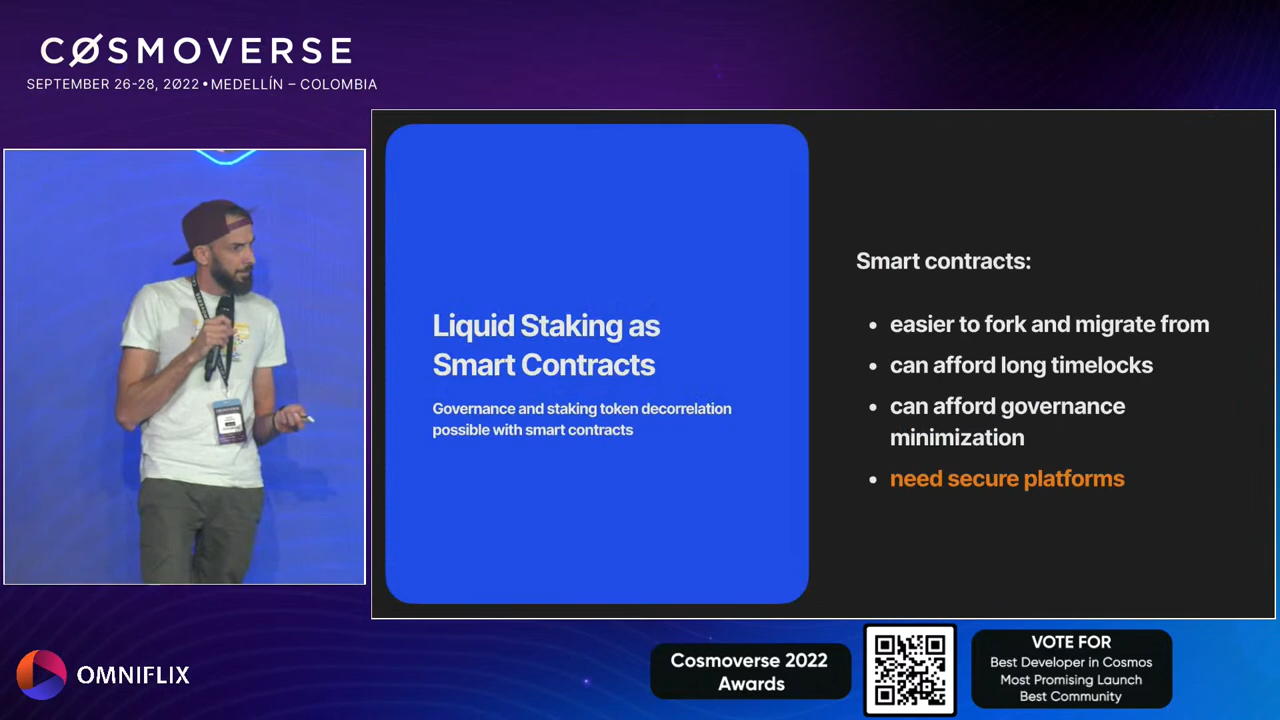 CØSMOVERSE
SEPTEMBER 26-28, 2Ø22 • MEDELLÍN – COLOMBIA
Liquid Staking as
Smart Contracts
Governance and staking token decorrelation
possible with smart contracts
Smart contracts:
• easier to fork and migrate from
• can afford long timelocks
• can afford governance
minimization
• need secure platforms
OMNIFLIX
Cosmoverse 2022
Awards
VOTE FOR
Best Developer in Cosmos
Most Promising Launch
Best Community